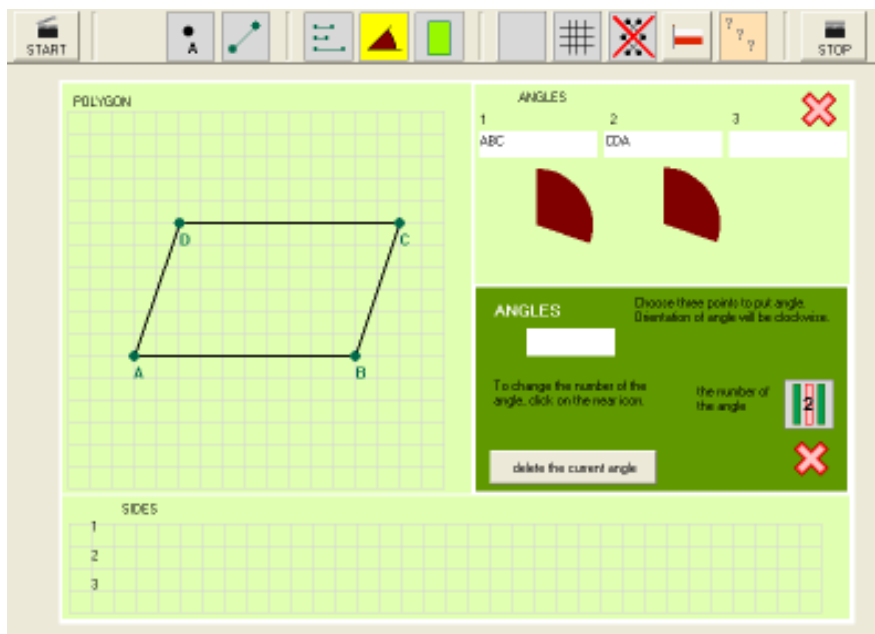 A
? ? ?
START
STOP
POLYGON
ANGLES
1 2 3
ABC CDA
D C
A B
ANGLES
Choose three points to put angle.
Orientation of angle will be clockwise.
To change the number of the
angle, click on the near icon.
the number of
the angle
2
delete the current angle
SIDES
1
2
3